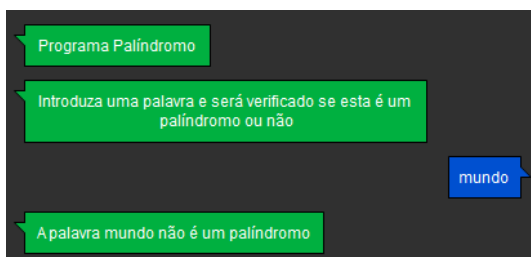 Programa Palíndromo
Introduza uma palavra e será verificado se esta é um
palíndromo ou não
mundo
A palavra mundo não é um palíndromo